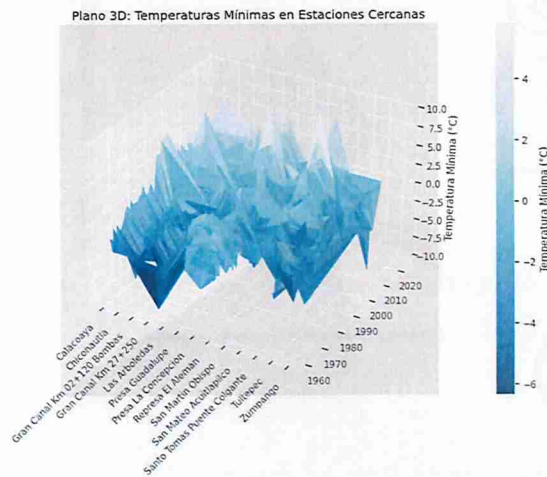 Plano 3D: Temperaturas Mínimas en Estaciones Cercanas
10.0
7.5
5.0
2.5
0.0
−2.5
−5.0
−7.5
−10.0
Temperatura Mínima (°C)
2020
2010
2000
1990
1980
1970
1960
Calacoaya
Chiconautla
Gran Canal Km 02+120 Bombas
Gran Canal Km 27+250
Las Arboledas
Presa Guadalupe
Presa La Concepcion
Represa El Aleman
San Martin Obispo
San Mateo Acuitlapilco
Santo Tomas Puente Colgante
Tultepec
Zumpango
4
2
0
−2
−4
−6
Temperatura Mínima (°C)